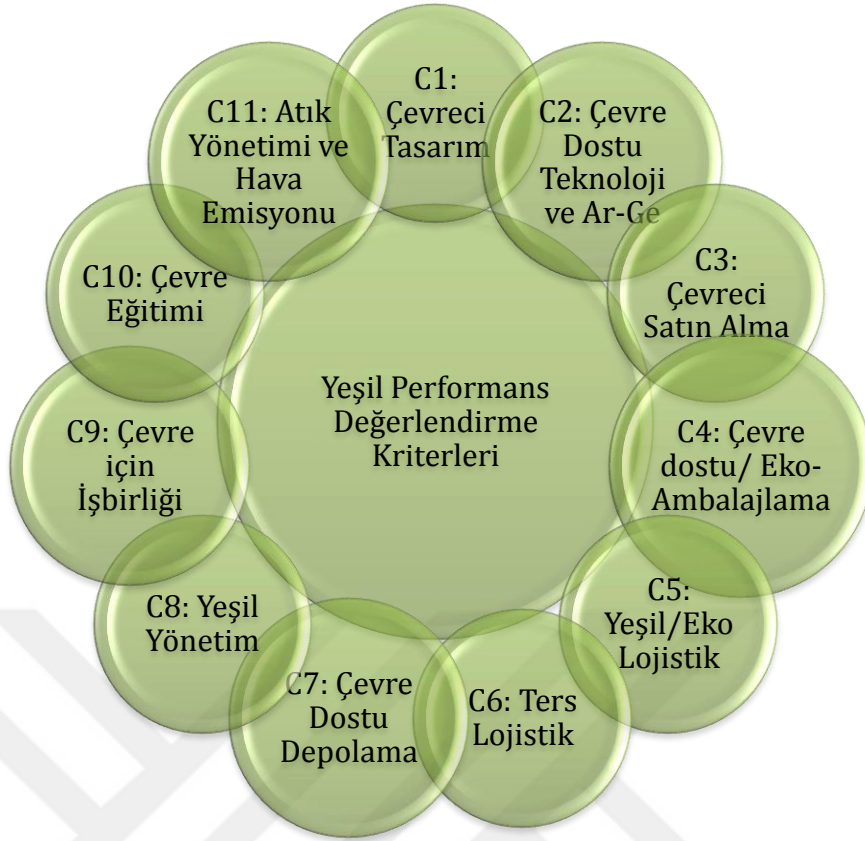 C1:
Çevreci
Tasarım
C2: Çevre
Dostu
Teknoloji
ve Ar-Ge
C3:
Çevreci
Satın Alma
C4: Çevre
dostu/ Eko-
Ambalajlama
C5:
Yeşil/Eko
Lojistik
C6: Ters
Lojistik
C7: Çevre
Dostu
Depolama
C8: Yeşil
Yönetim
C9: Çevre
için
İşbirliği
C10: Çevre
Eğitimi
C11: Atık
Yönetimi ve
Hava
Emisyonu
Yeşil Performans
Değerlendirme
Kriterleri